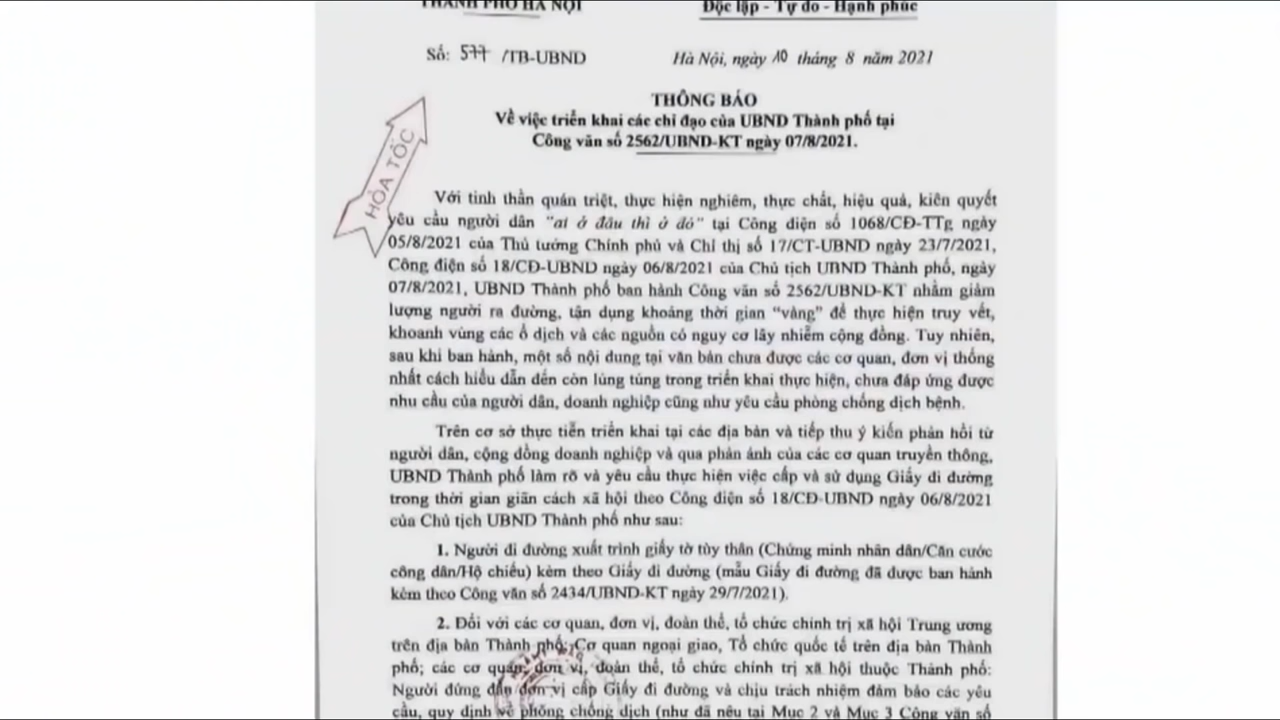 THÀNH PHỐ HÀ NỘI
Độc lập - Tự do - Hạnh phúc
Số: 577 /TB-UBND
Hà Nội, ngày 10 tháng 8 năm 2021
HỎA TỐC
THÔNG BÁO
Về việc triển khai các chỉ đạo của UBND Thành phố tại
Công văn số 2562/UBND-KT ngày 07/8/2021.
Với tinh thần quán triệt, thực hiện nghiêm, thực chất, hiệu quả, kiên quyết
yêu cầu người dân "ai ở đâu thì ở đó" tại Công điện số 1068/CĐ-TTg ngày
05/8/2021 của Thủ tướng Chính phủ và Chỉ thị số 17/CT-UBND ngày 23/7/2021,
Công điện số 18/CĐ-UBND ngày 06/8/2021 của Chủ tịch UBND Thành phố, ngày
07/8/2021, UBND Thành phố ban hành Công văn số 2562/UBND-KT nhằm giảm
lượng người ra đường, tận dụng khoảng thời gian “vàng” để thực hiện truy vết,
khoanh vùng các ổ dịch và các nguồn có nguy cơ lây nhiễm cộng đồng. Tuy nhiên,
sau khi ban hành, một số nội dung tại văn bản chưa được các cơ quan, đơn vị thống
nhất cách hiểu dẫn đến còn lúng túng trong triển khai thực hiện, chưa đáp ứng được
nhu cầu của người dân, doanh nghiệp cũng như yêu cầu phòng chống dịch bệnh.
Trên cơ sở thực tiễn triển khai tại các địa bàn và tiếp thu ý kiến phản hồi từ
người dân, cộng đồng doanh nghiệp và qua phản ánh của các cơ quan truyền thông,
UBND Thành phố làm rõ và yêu cầu thực hiện việc cấp và sử dụng Giấy đi đường
trong thời gian giãn cách xã hội theo Công điện số 18/CĐ-UBND ngày 06/8/2021
của Chủ tịch UBND Thành phố như sau:
1. Người đi đường xuất trình giấy tờ tùy thân (Chứng minh nhân dân/Căn cước
công dân/Hộ chiếu) kèm theo Giấy đi đường (mẫu Giấy đi đường đã được ban hành
kèm theo Công văn số 2434/UBND-KT ngày 29/7/2021).
2. Đối với các cơ quan, đơn vị, đoàn thể, tổ chức chính trị xã hội Trung ương
trên địa bàn Thành phố; Cơ quan ngoại giao, Tổ chức quốc tế trên địa bàn Thành
phố; các cơ quan, đơn vị, đoàn thể, tổ chức chính trị xã hội thuộc Thành phố:
Người đứng đầu đơn vị cấp Giấy đi đường và chịu trách nhiệm đảm bảo các yêu
cầu, quy định về phòng chống dịch (như đã nêu tại Mục 2 và Mục 3 Công văn số